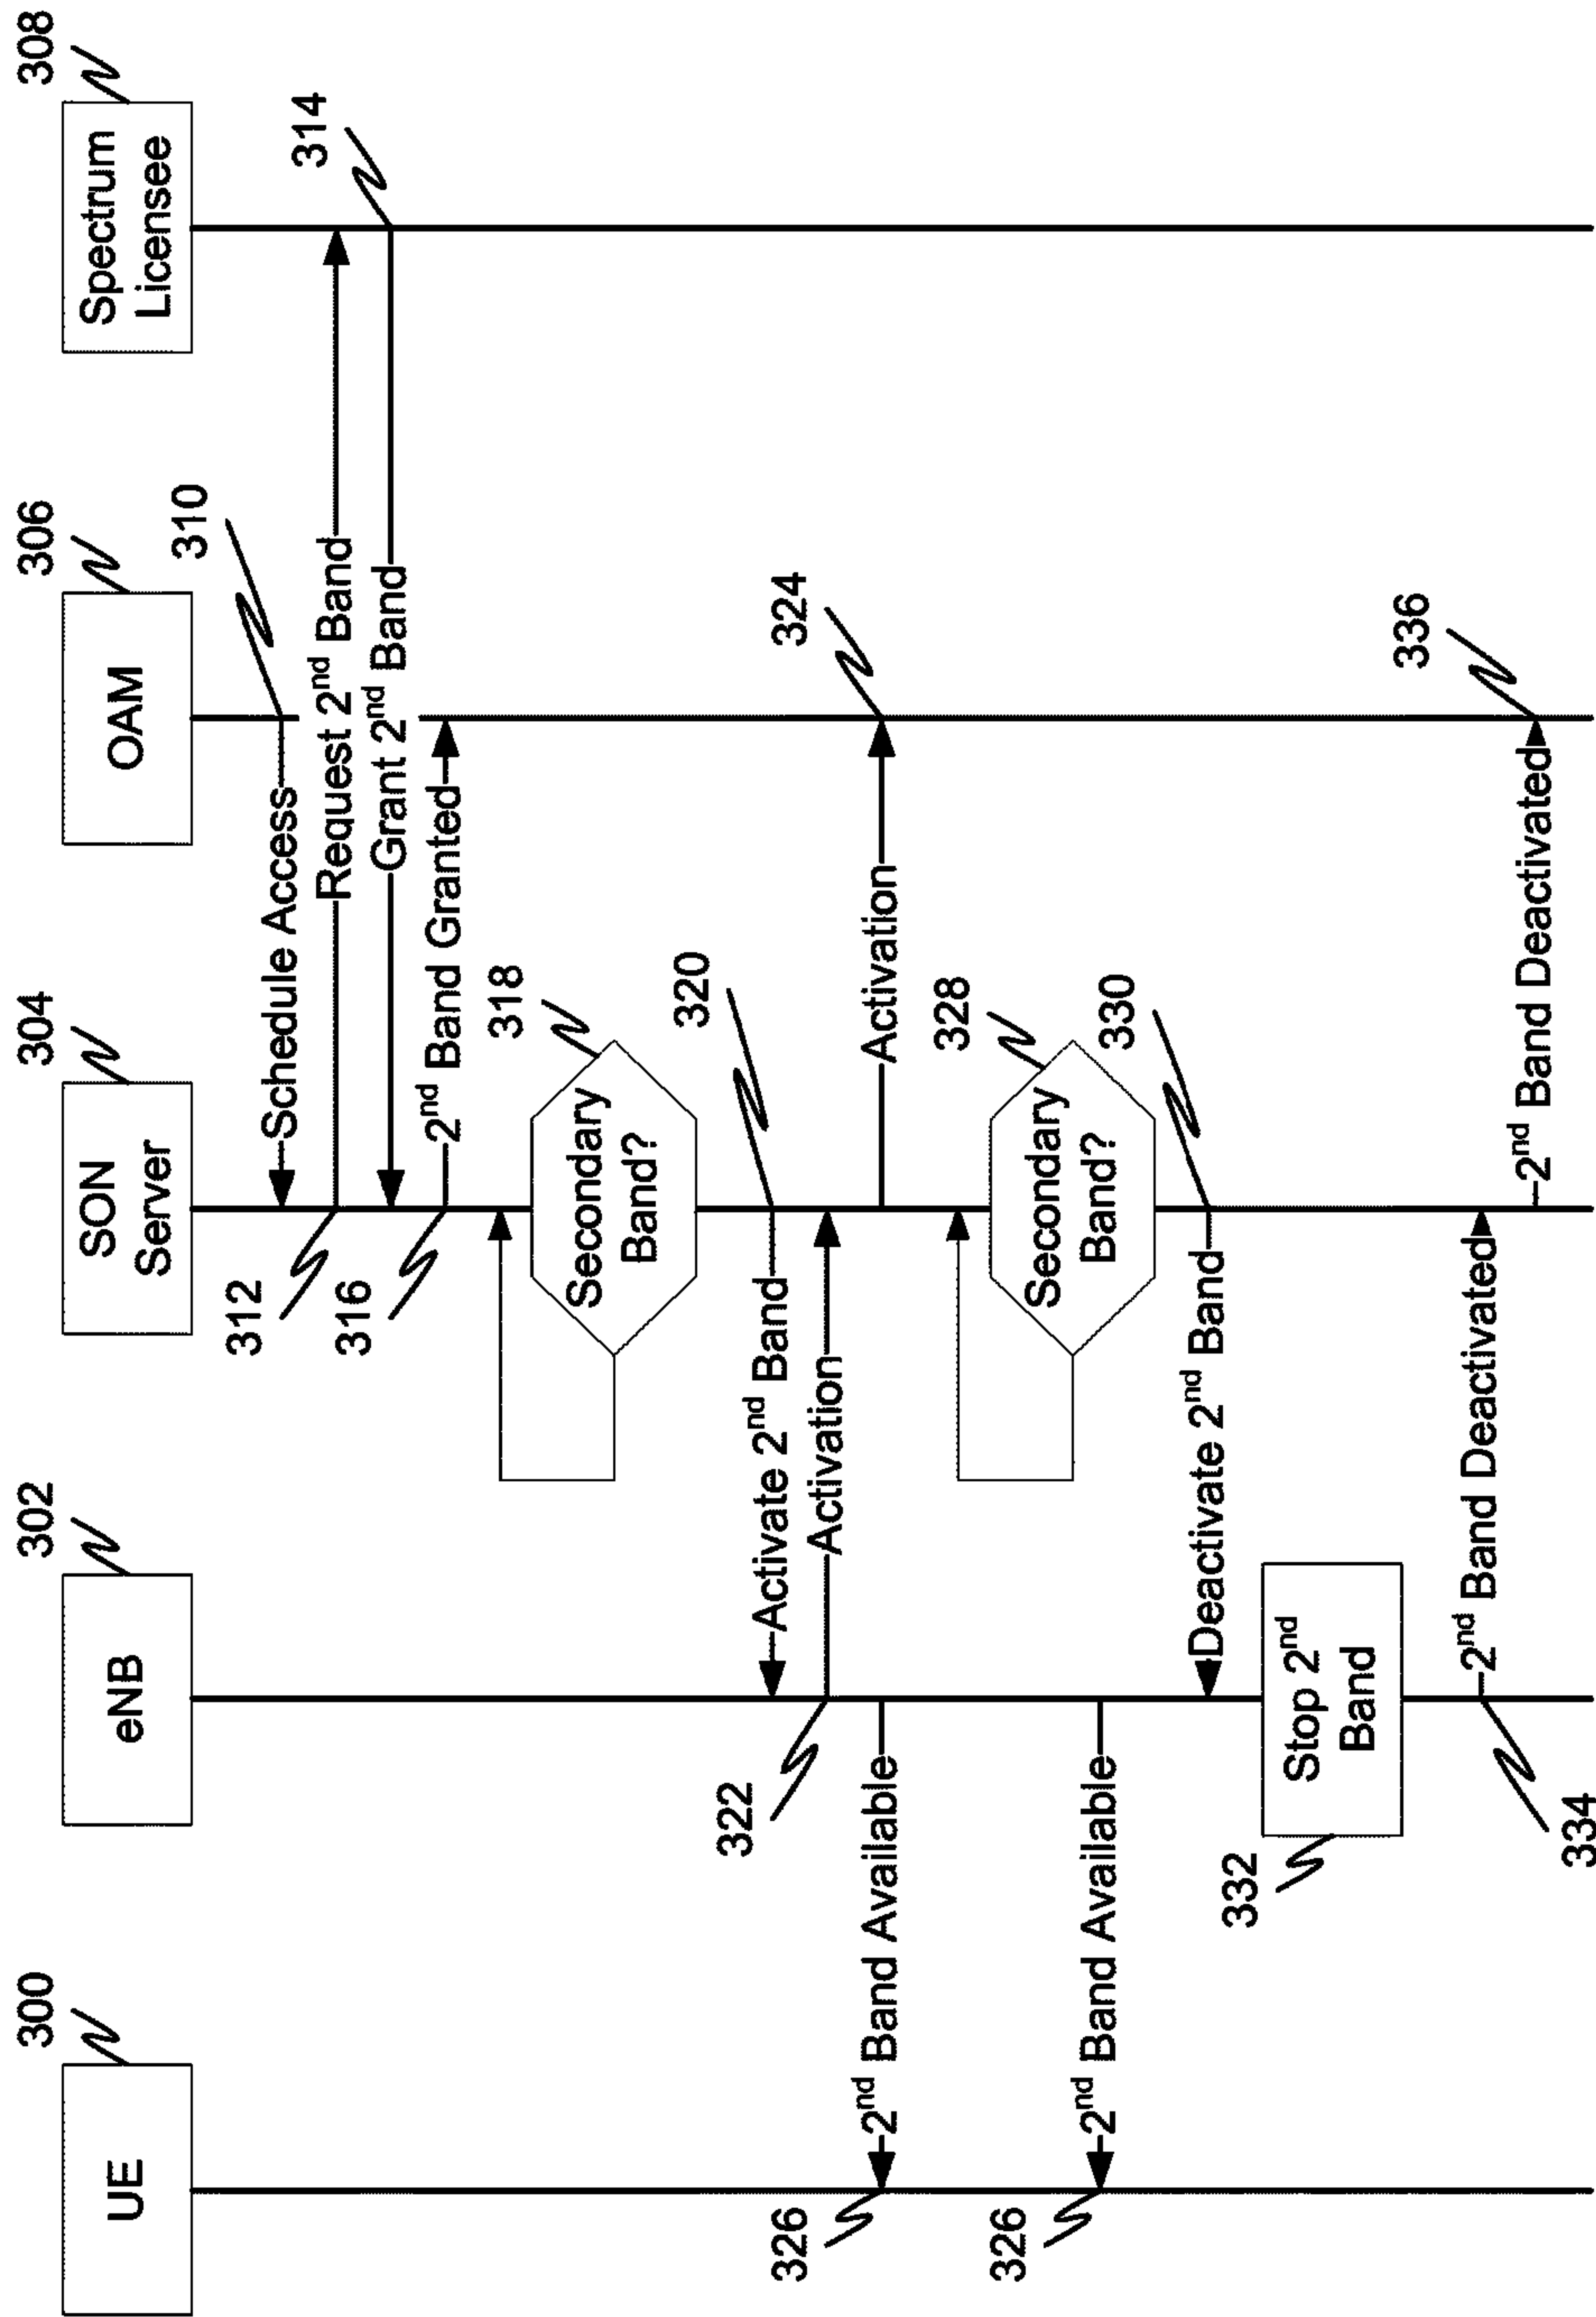 300
302
304
306
308
UE
eNB
SON
Server
OAM
Spectrum
Licensee
310
Schedule Access
312
Request 2nd Band
314
Grant 2nd Band
316
2nd Band Granted
318
Secondary
Band?
320
Activate 2nd Band
322
Activation
324
Activation
326
2nd Band Available
328
Secondary
Band?
326
2nd Band Available
330
Deactivate 2nd Band
332
Stop 2nd
Band
334
2nd Band Deactivated
336
2nd Band Deactivated